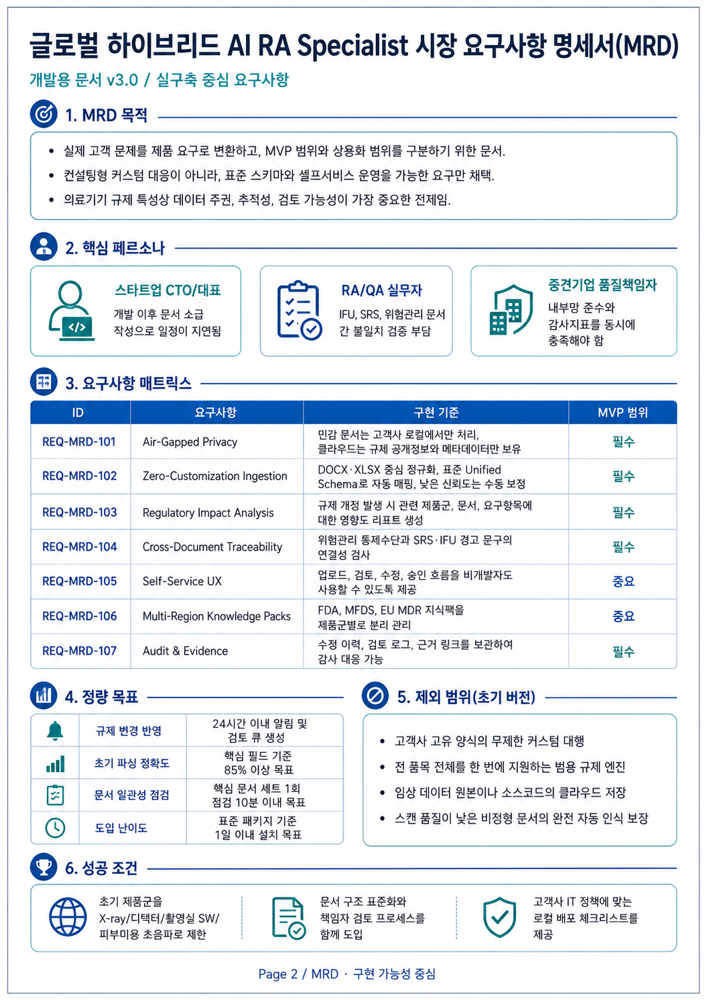 글로벌 하이브리드 AI RA Specialist 시장 요구사항 명세서(MRD)
개발용 문서 v3.0 / 실구축 중심 요구사항
1. MRD 목적
• 실제 고객 문제를 제품 요구로 변환하고, MVP 범위와 상용화 범위를 구분하기 위한 문서.
• 컨설팅형 커스텀 대응이 아니라, 표준 스키마와 셀프서비스 운영을 가능한 요구만 채택.
• 의료기기 규제 특성상 데이터 주권, 추적성, 검토 가능성이 가장 중요한 전제임.
2. 핵심 페르소나
스타트업 CTO/대표
개발 이후 문서 소급
작성으로 일정이 지연됨
RA/QA 실무자
IFU, SRS, 위험관리 문서
간 불일치 검증 부담
중견기업 품질책임자
내부망 준수와
감사지표를 동시에
충족해야 함
3. 요구사항 매트릭스
ID 요구사항 구현 기준 MVP 범위
REQ-MRD-101 Air-Gapped Privacy 민감 문서는 고객사 로컬에서만 처리, 필수
클라우드는 규제 공개정보와 메타데이터만 보유
REQ-MRD-102 Zero-Customization Ingestion DOCX·XLSX 중심 정규화, 표준 Unified 필수
Schema로 자동 매핑, 낮은 신뢰도는 수동 보정
REQ-MRD-103 Regulatory Impact Analysis 규제 개정 발생 시 관련 제품군, 문서, 요구항목에 필수
대한 영향도 리포트 생성
REQ-MRD-104 Cross-Document Traceability 위험관리 통제수단과 SRS·IFU 경고 문구의 필수
연결성 검사
REQ-MRD-105 Self-Service UX 업로드, 검토, 수정, 승인 흐름을 비개발자도 중요
사용할 수 있도록 제공
REQ-MRD-106 Multi-Region Knowledge Packs FDA, MFDS, EU MDR 지식팩을 중요
제품군별로 분리 관리
REQ-MRD-107 Audit & Evidence 수정 이력, 검토 로그, 근거 링크를 보관하여 필수
감사 대응 가능
4. 정량 목표
규제 변경 반영 24시간 이내 알림 및
검토 큐 생성
초기 파싱 정확도 핵심 필드 기준
85% 이상 목표
문서 일관성 점검 핵심 문서 세트 1회
점검 10분 이내 목표
도입 난이도 표준 패키지 기준
1일 이내 설치 목표
5. 제외 범위(초기 버전)
• 고객사 고유 양식의 무제한 커스텀 대행
• 전 품목 전체를 한 번에 지원하는 범용 규제 엔진
• 임상 데이터 원본이나 소스코드의 클라우드 저장
• 스캔 품질이 낮은 비정형 문서의 완전 자동 인식 보장
6. 성공 조건
초기 제품군을
X-ray/디텍터/촬영실 SW/
피부미용 초음파로 제한
문서 구조 표준화와
책임자 검토 프로세스를
함께 도입
고객사 IT 정책에 맞는
로컬 배포 체크리스트를
제공
Page 2 / MRD · 구현 가능성 중심